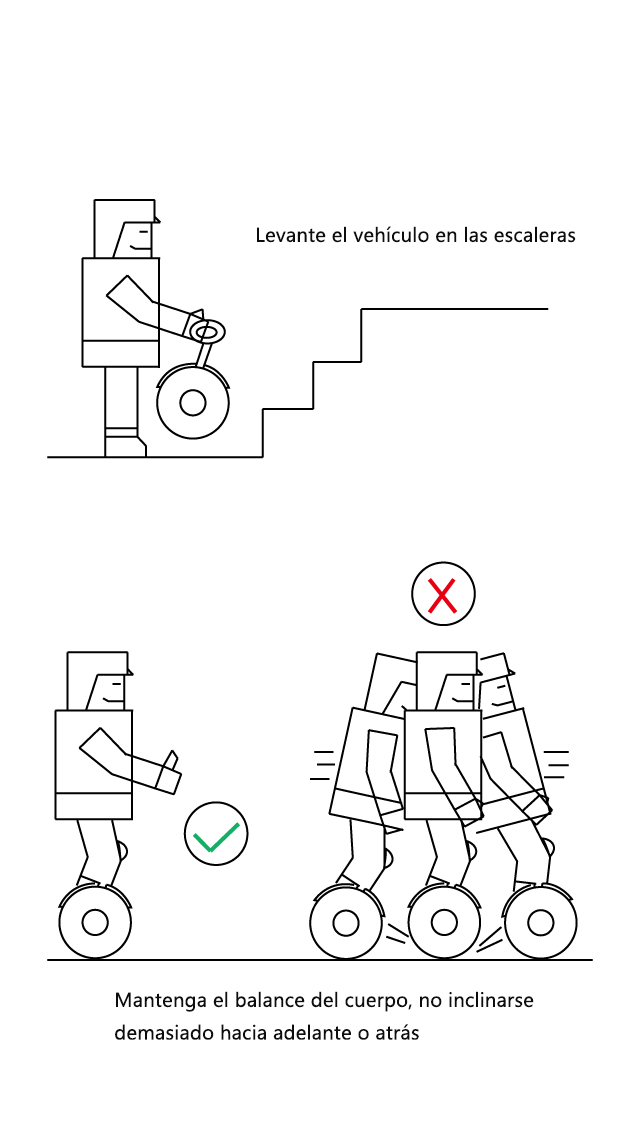 Levante el vehículo en las escaleras
Mantenga el balance del cuerpo, no inclinarse
demasiado hacia adelante o atrás